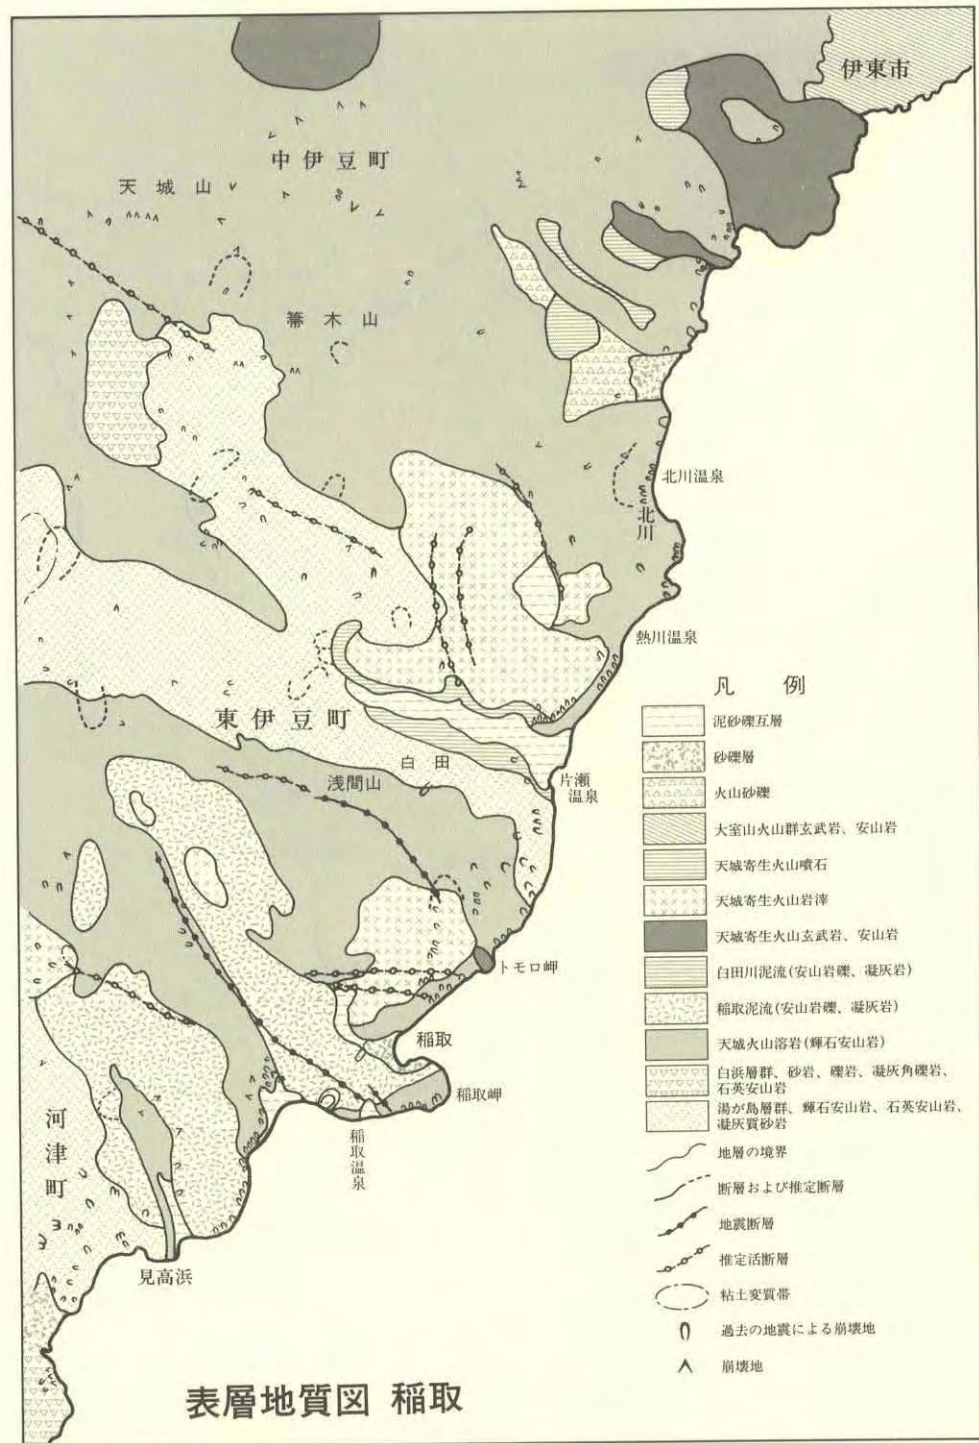 伊東市
中伊豆町
天城山
箒木山
北川温泉
北川
熱川温泉
東伊豆町
白田
浅間山
片瀬
温泉
トモロ岬
稲取
稲取岬
稲取温泉
河津町
見高浜
凡例
泥砂礫互層
砂礫層
火山砂礫
大室山火山群玄武岩、安山岩
天城寄生火山噴石
天城寄生火山岩滓
天城寄生火山玄武岩、安山岩
白田川泥流(安山岩礫、凝灰岩)
稲取泥流(安山岩礫、凝灰岩)
天城火山溶岩(輝石安山岩)
白浜層群、砂岩、礫岩、凝灰角礫岩、
石英安山岩
湯が島層群、輝石安山岩、石英安山岩、
凝灰質砂岩
地層の境界
断層および推定断層
地震断層
推定活断層
粘土変質帯
過去の地震による崩壊地
崩壊地
表層地質図 稲取